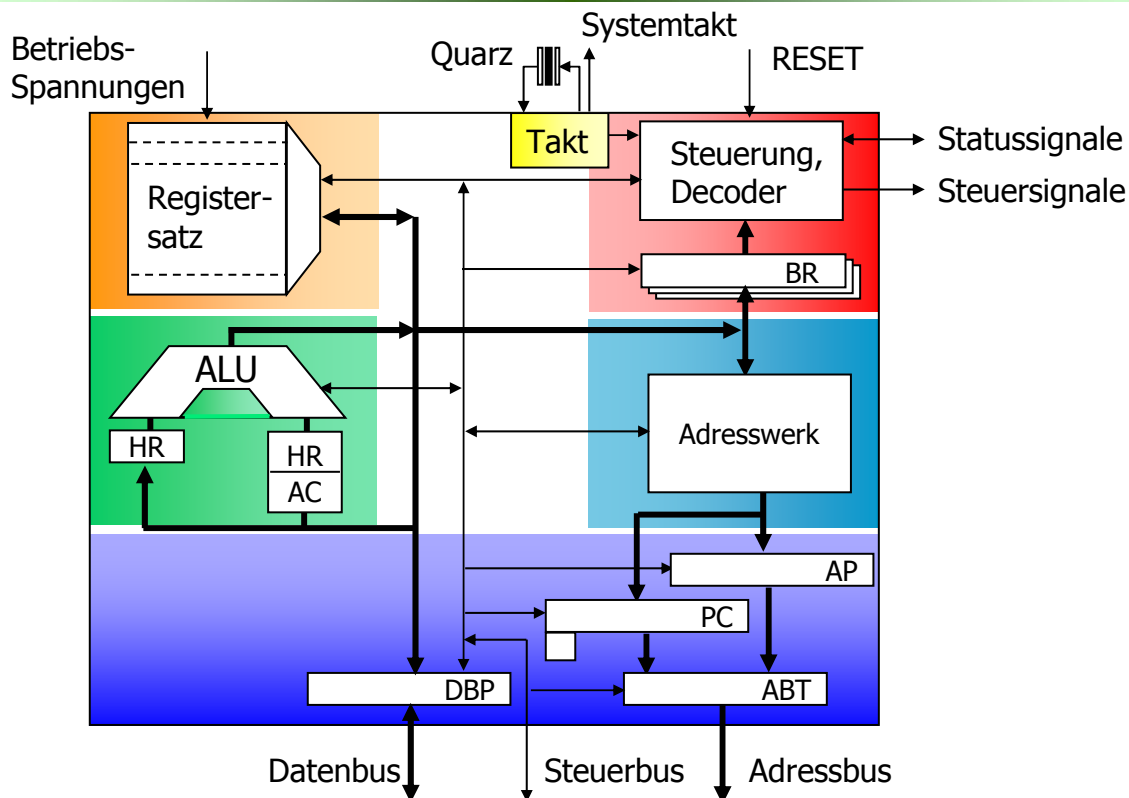 Systemtakt
Betriebs-
Spannungen
Quarz
RESET
Takt
Steuerung,
Decoder
Statussignale
Steuersignale
Register-
satz
BR
ALU
HR
HR
AC
Adresswerk
AP
PC
DBP
ABT
Datenbus
Steuerbus
Adressbus